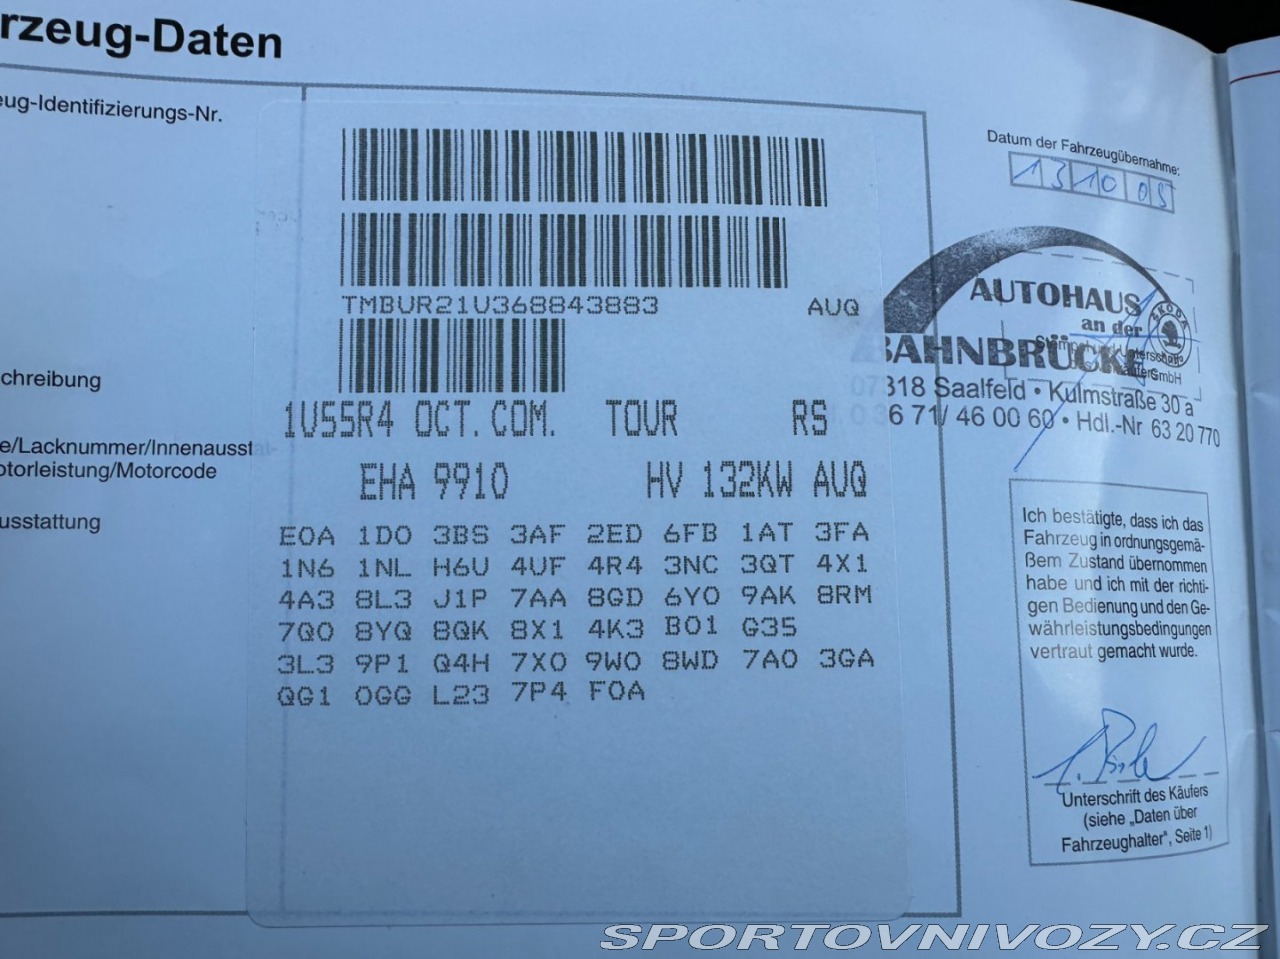 rzeug-Daten
eug-Identifizierungs-Nr.
TMBUR21U368843883 AUQ
chreibung
1U55R4 OCT. COM. TOUR RS
e/Lacknummer/Innenausst
otorleistung/Motorcode
EHA 9910 HV 132KW AUQ
usstattung
E0A 1D0 3BS 3AF 2ED 6FB 1AT 3FA
1N6 1NL H6U 4UF 4R4 3NC 3QT 4X1
4A3 8L3 J1P 7AA 8GD 6Y0 9AK 8RM
7Q0 8YQ 8QK 8X1 4K3 B01 G35
3L3 9P1 Q4H 7X0 9W0 8WD 7A0 3GA
QG1 0GG L23 7P4 F0A
Datum der Fahrzeugübernahme:
13 10 05
AUTOHAUS
an der
BAHNBRÜCKE
GmbH
ŠKODA
07318 Saalfeld • Kulmstraße 30 a
0 36 71/ 46 00 60 • Hdl.-Nr 63 20 770
Ich bestätigte, dass ich das
Fahrzeug in ordnungsgemä-
ßem Zustand übernommen
habe und ich mit der richti-
gen Bedienung und den Ge-
währleistungsbedingungen
vertraut gemacht wurde.
Unterschrift des Käufers
(siehe „Daten über
Fahrzeughalter", Seite 1)
SPORTOVNIVOZY.CZ